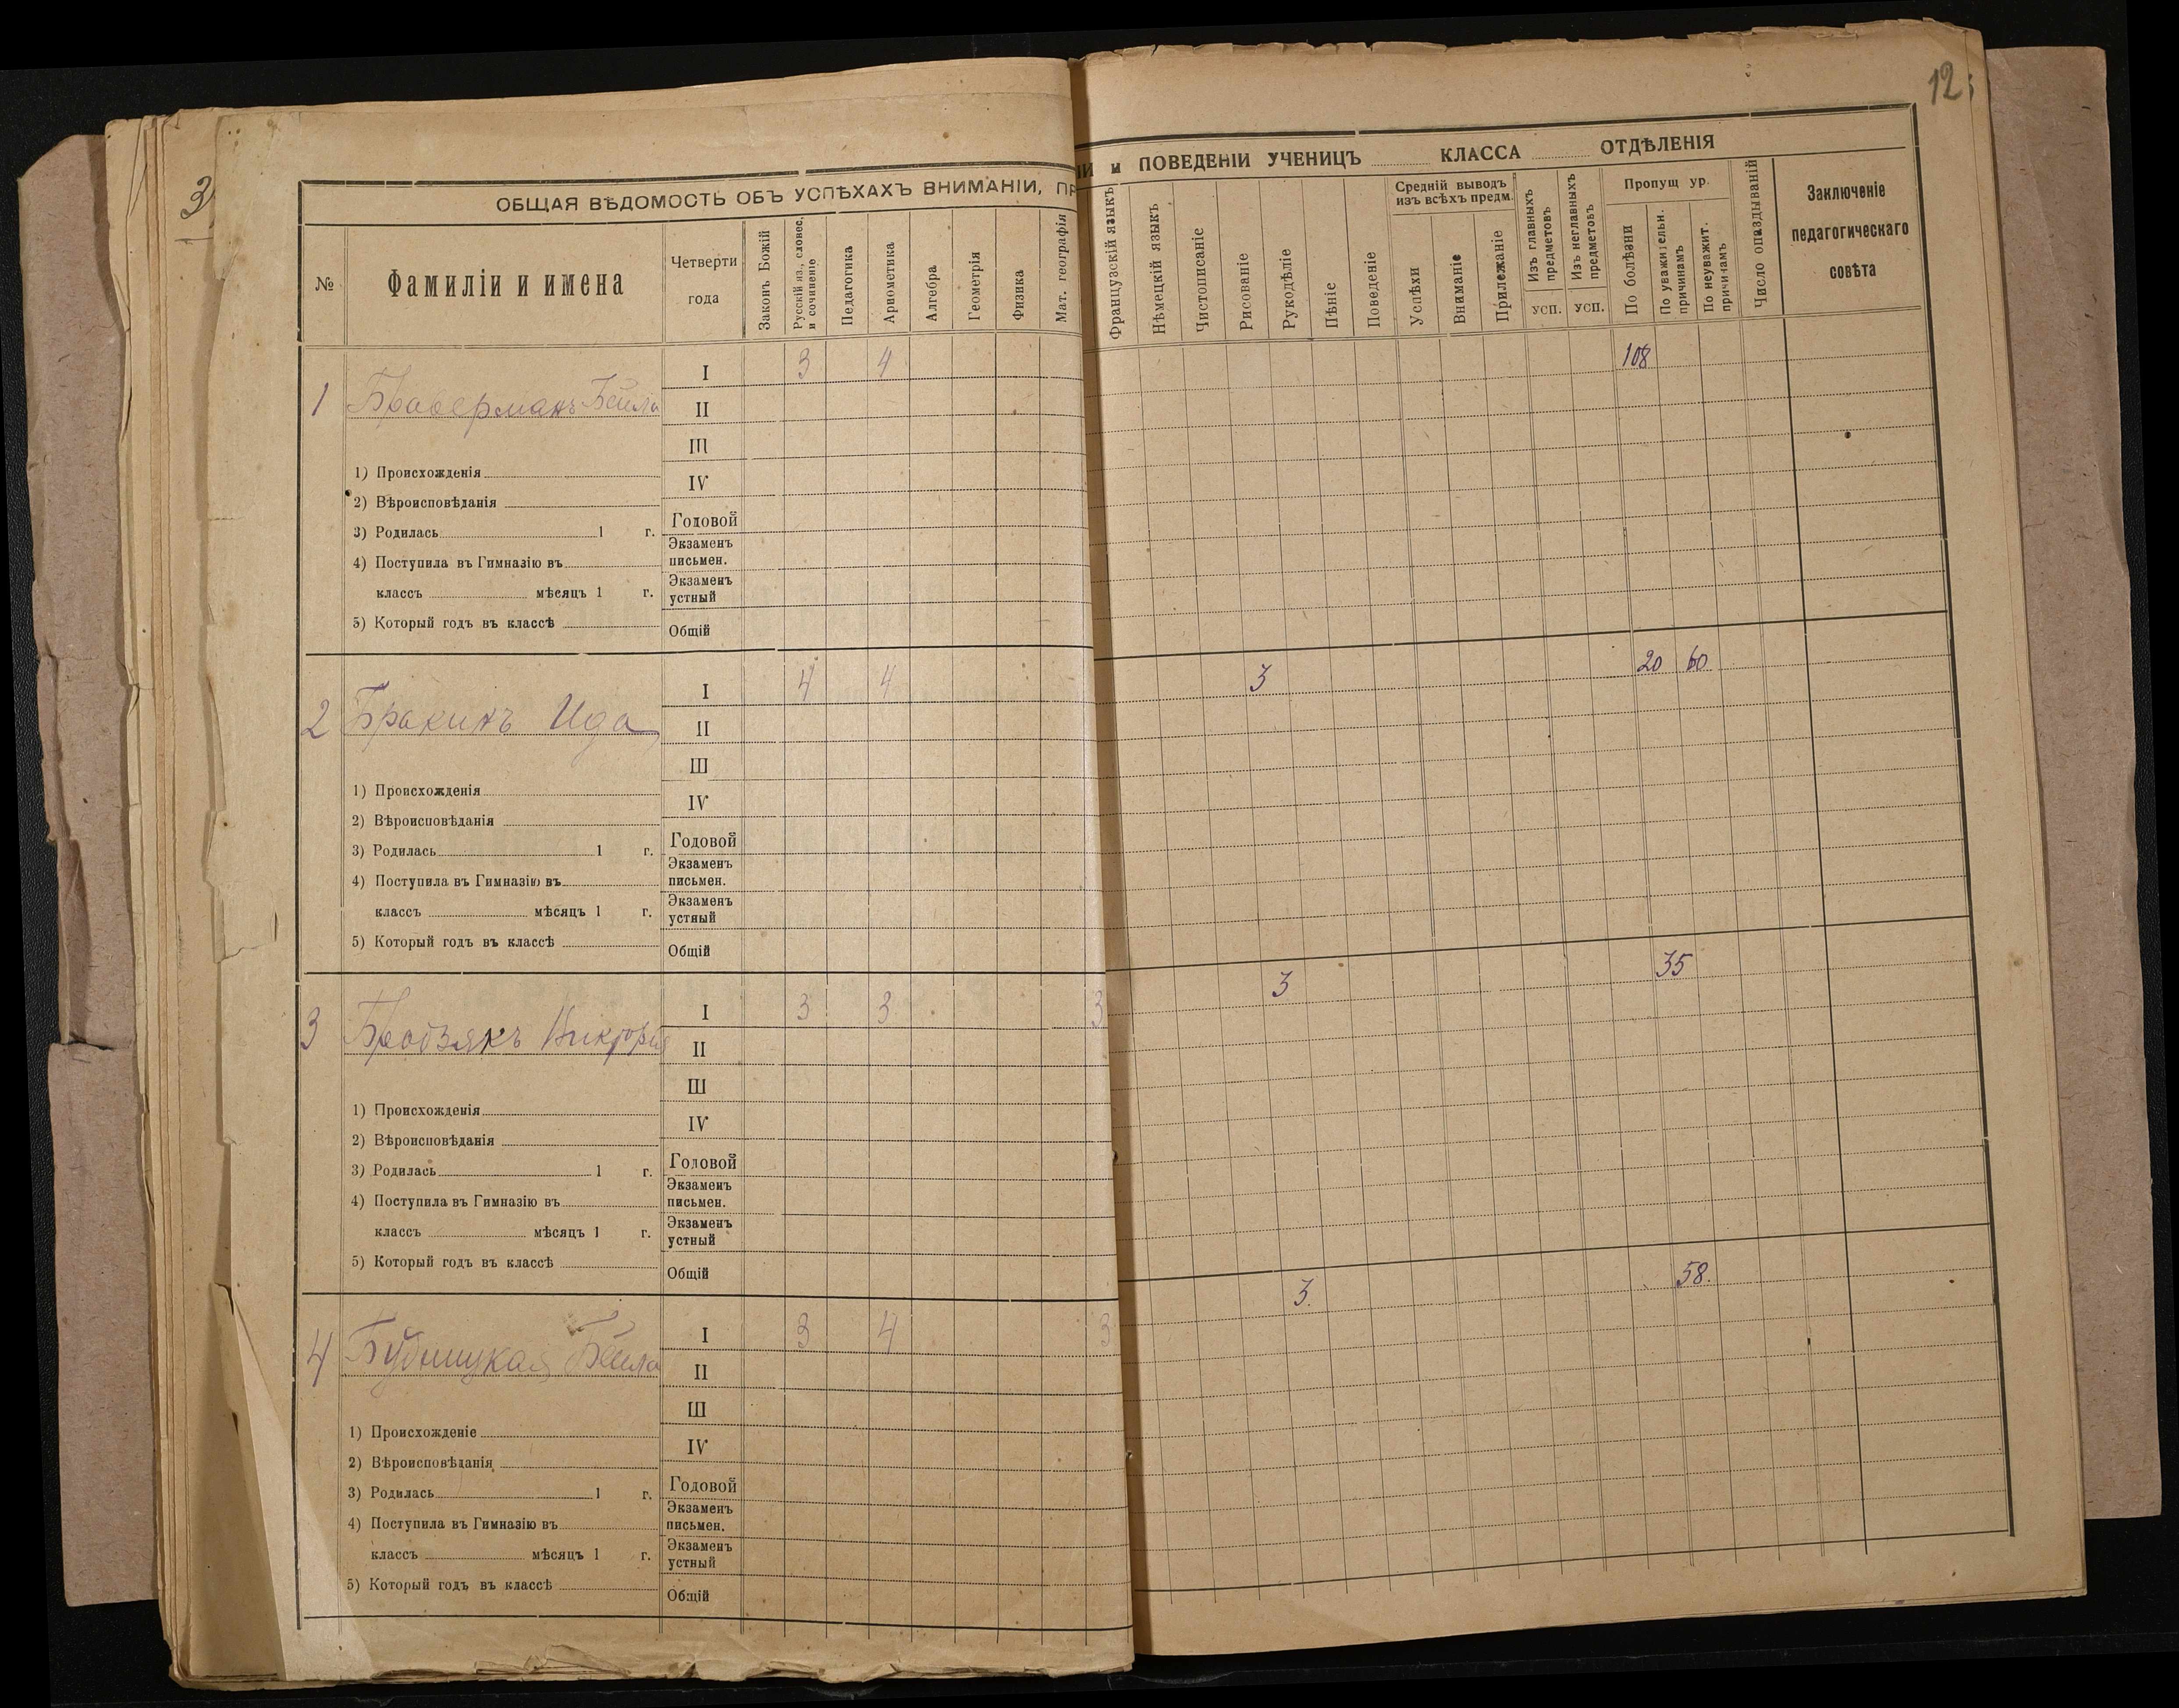 12
3
ОБЩАЯ ВѢДОМОСТЬ ОБЪ УСПѢХАХЪ ВНИМАНІИ, ПР
ІИ и ПОВЕДЕНІИ УЧЕНИЦЪ КЛАССА ОТДѢЛЕНІЯ
№
Фамиліи и имена
Четверти
года
Законъ Божій
Русскій яз., словес.
и сочиненіе
Педагогика
Ариѳметика
Алгебра
Геометрія
Физика
Мат. географія
Французскій языкъ
Нѣмецкій языкъ
Чистописаніе
Рисованіе
Рукодѣліе
Пѣніе
Поведеніе
Средній выводъ
изъ всѣхъ предм.
Успѣхи
Вниманіе
Прилежаніе
Изъ главныхъ
предметовъ
усп.
Изъ неглавныхъ
предметовъ
усп.
Пропущ ур.
По болѣзни
По уважительн.
причинамъ
По неуважит.
причинамъ
Число опаздываній
Заключеніе
педагогическаго
совѣта
1 Бейла
I 3 4 108
II
III
IV
Годовой
Экзаменъ
письмен.
Экзаменъ
устный
Общій
1) Происхожденія
2) Вѣроисповѣданія
3) Родилась 1 г.
4) Поступила въ Гимназію въ
классъ мѣсяцъ 1 г.
5) Который годъ въ классѣ
2 Бракинъ Ида
I 4 4 3 20 60
II
III
IV
Годовой
Экзаменъ
письмен.
Экзаменъ
устный
Общій
1) Происхожденія
2) Вѣроисповѣданія
3) Родилась 1 г.
4) Поступила въ Гимназію въ
классъ мѣсяцъ 1 г.
5) Который годъ въ классѣ
3 Бродзякъ Виктория
I 3 3 3 3 35
II
III
IV
Годовой
Экзаменъ
письмен.
Экзаменъ
устный
Общій
1) Происхожденія
2) Вѣроисповѣданія
3) Родилась 1 г.
4) Поступила въ Гимназію въ
классъ мѣсяцъ 1 г.
5) Который годъ въ классѣ
4 Будницкая Бейла
I 3 4 3 3. 58.
II
III
IV
Годовой
Экзаменъ
письмен.
Экзаменъ
устный
Общій
1) Происхожденіе
2) Вѣроисповѣданія
3) Родилась 1 г.
4) Поступила въ Гимназію въ
классъ мѣсяцъ 1 г.
5) Который годъ въ классѣ